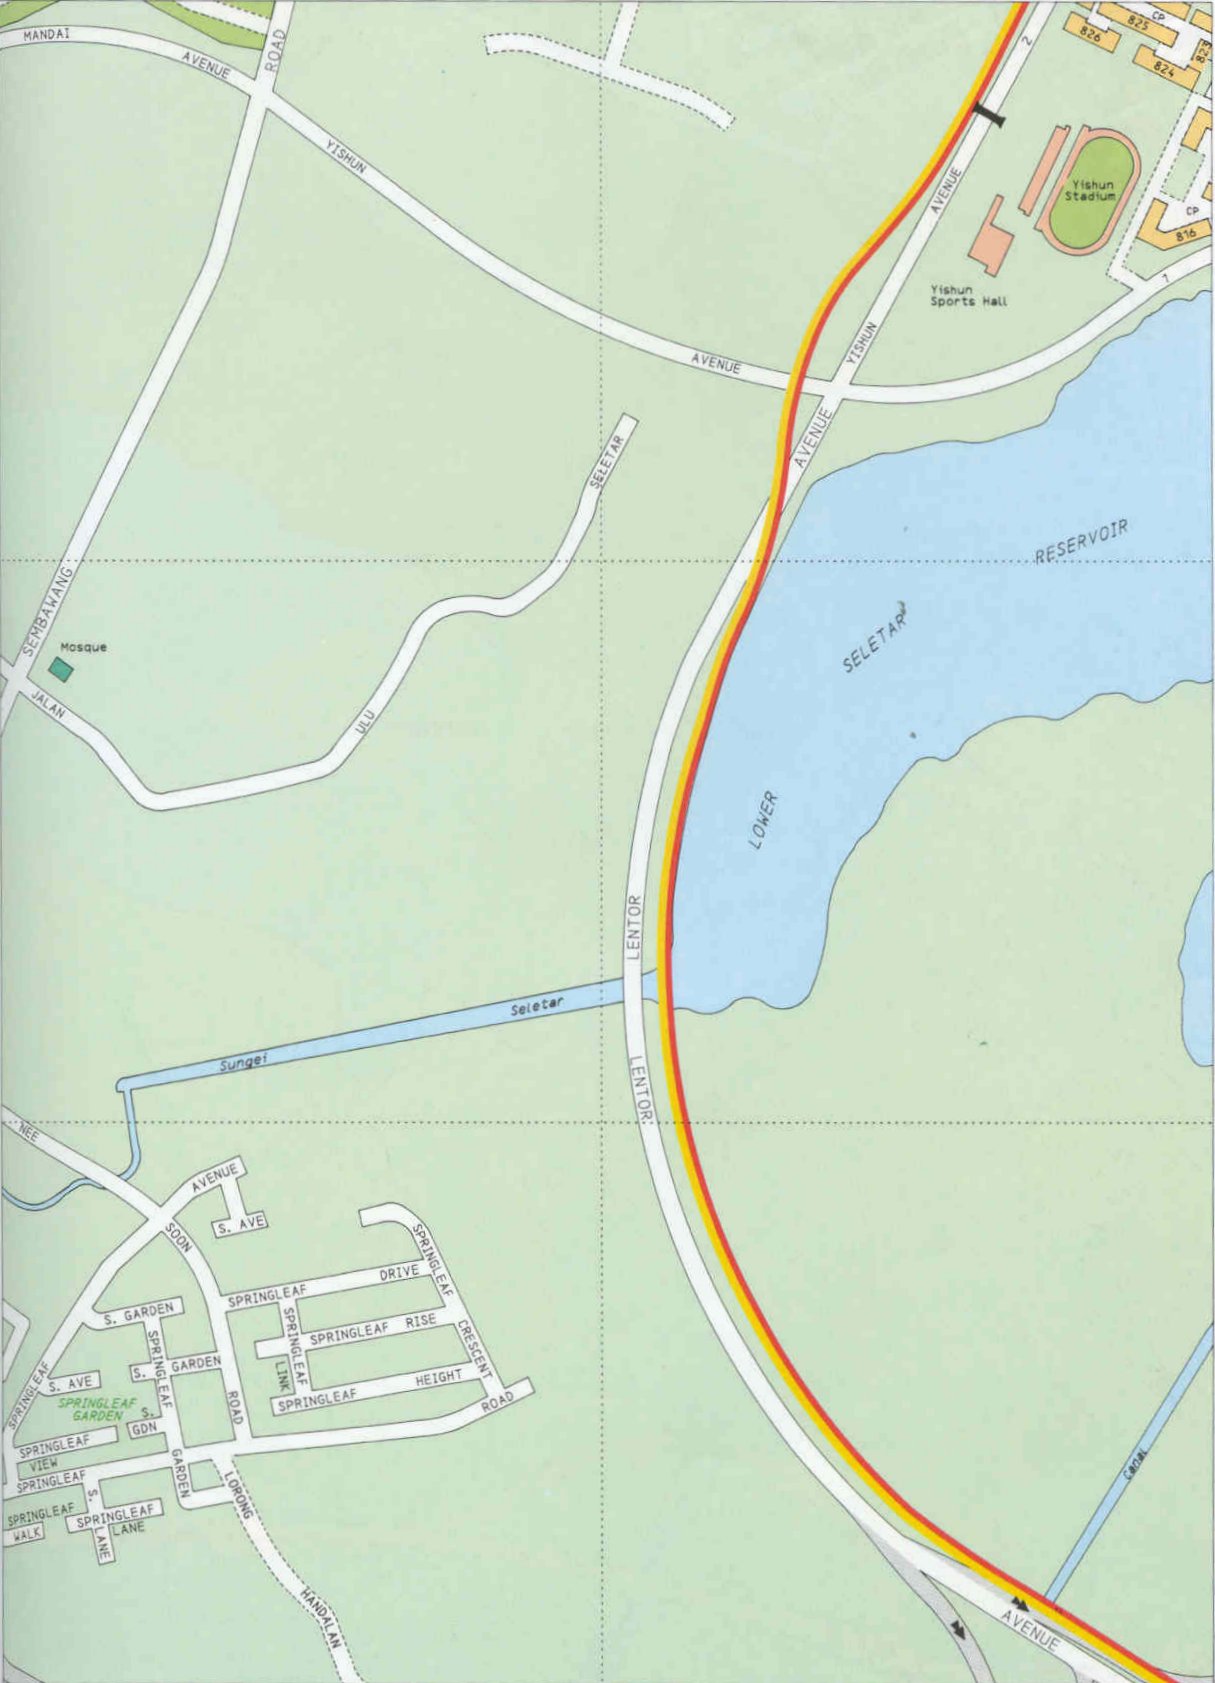 MANDAI
AVENUE
ROAD
2
826
CP
825
824
823
YISHUN
AVENUE
Yishun
Stadium
CP
816
Yishun
Sports Hall
7
YISHUN
AVENUE
AVENUE
SELETAR
RESERVOIR
SEMBAWANG
Mosque
SELETAR
JALAN
ULU
LOWER
LENTOR
Seletar
Sungei
LENTOR
NEE
AVENUE
SOON
S. AVE
SPRINGLEAF
DRIVE
SPRINGLEAF
S. GARDEN
SPRINGLEAF
SPRINGLEAF
RISE
SPRINGLEAF
CRESCENT
S.
GARDEN
LINK
SPRINGLEAF
HEIGHT
SPRINGLEAF
S. AVE
SPRINGLEAF
GARDEN
ROAD
ROAD
S.
GDN
SPRINGLEAF
VIEW
SPRINGLEAF
GARDEN
LORONG
Canal
S.
LANE
SPRINGLEAF
LANE
SPRINGLEAF
WALK
HANDALAN
AVENUE